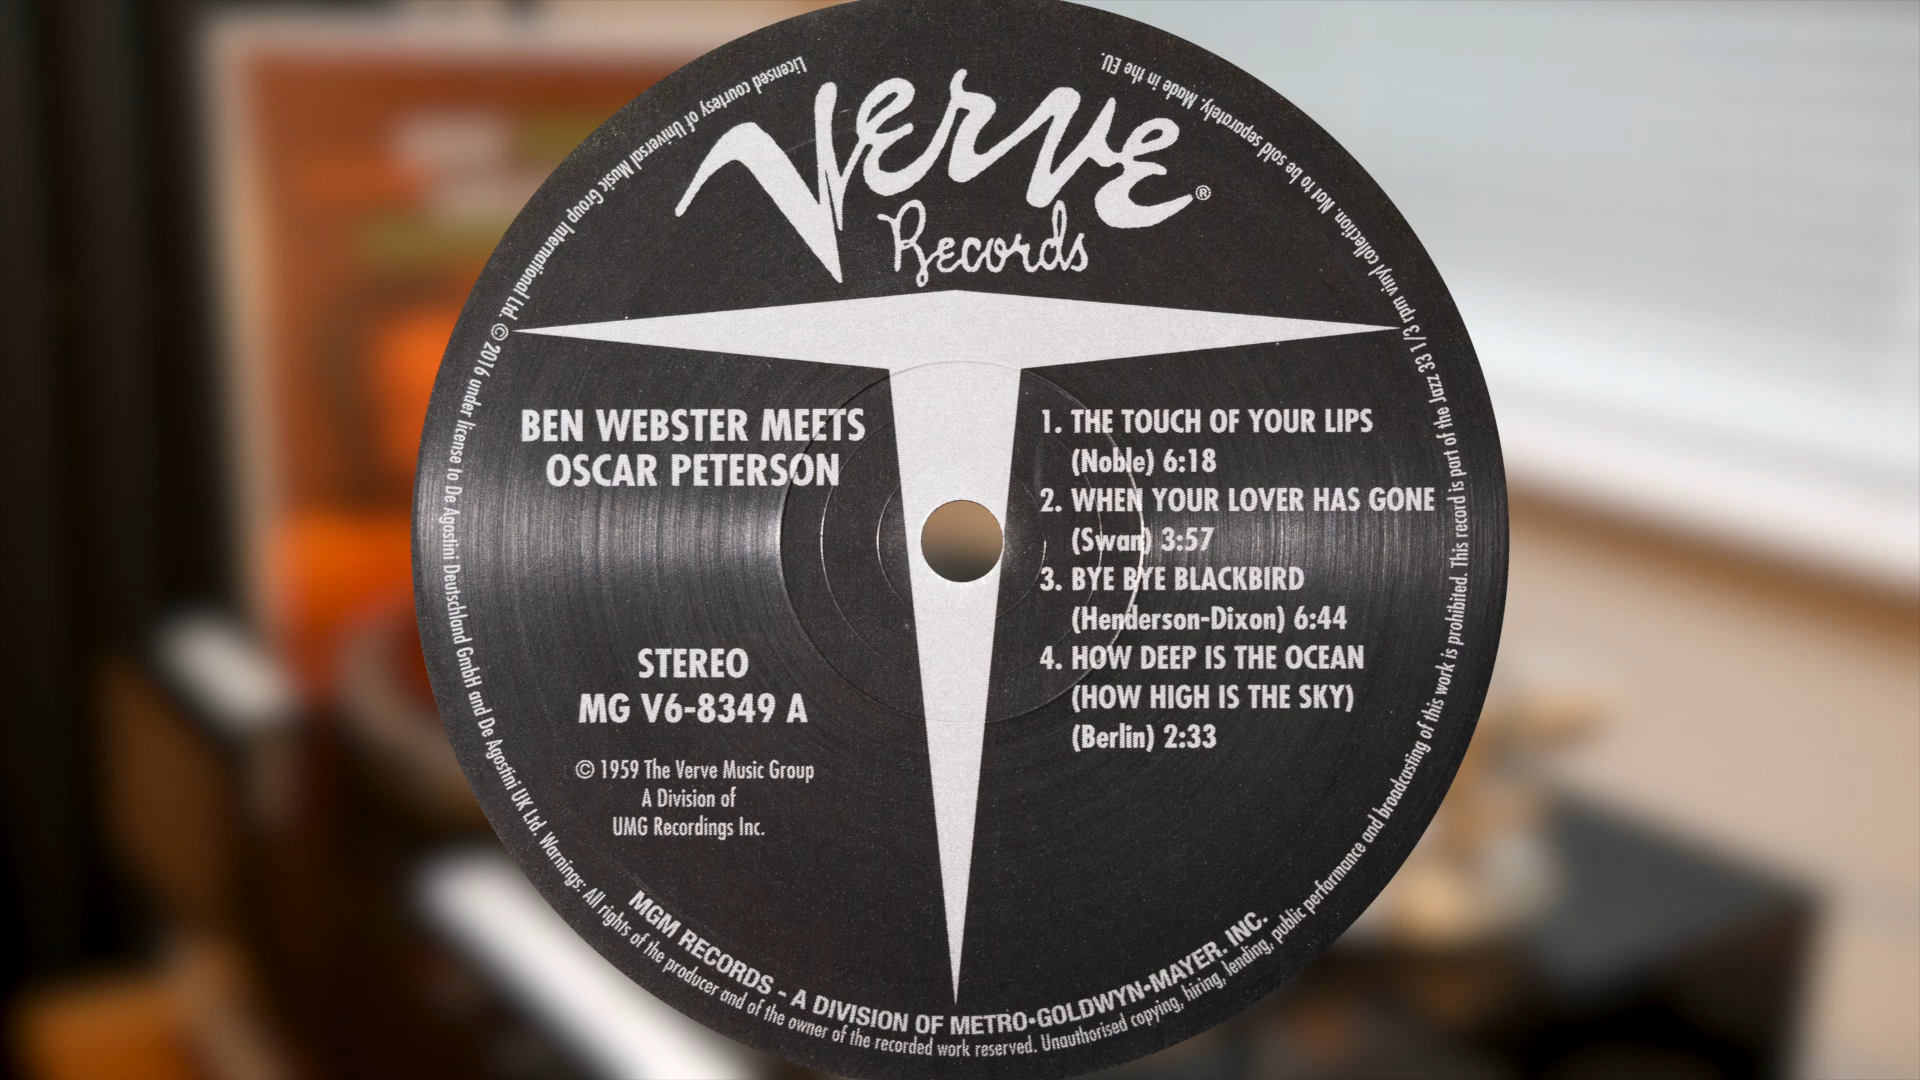 Verve®
Records
BEN WEBSTER MEETS
OSCAR PETERSON
STEREO
MG V6-8349 A
© 1959 The Verve Music Group
A Division of
UMG Recordings Inc.
1. THE TOUCH OF YOUR LIPS
(Noble) 6:18
2. WHEN YOUR LOVER HAS GONE
(Swan) 3:57
3. BYE BYE BLACKBIRD
(Henderson-Dixon) 6:44
4. HOW DEEP IS THE OCEAN
(HOW HIGH IS THE SKY)
(Berlin) 2:33
MGM RECORDS - A DIVISION OF METRO•GOLDWYN•MAYER. INC.
Licensed courtesy of Universal Music Group International Ltd. © 2016 under license to De Agostini Deutschland GmbH and De Agostini UK Ltd. Warnings: All rights of the producer and of the owner of the recorded work reserved. Unauthorised copying, hiring, lending, public performance and broadcasting of this work is prohibited. This record is part of the Jazz 33 1/3 rpm vinyl collection. Not to be sold separately. Made in the EU.